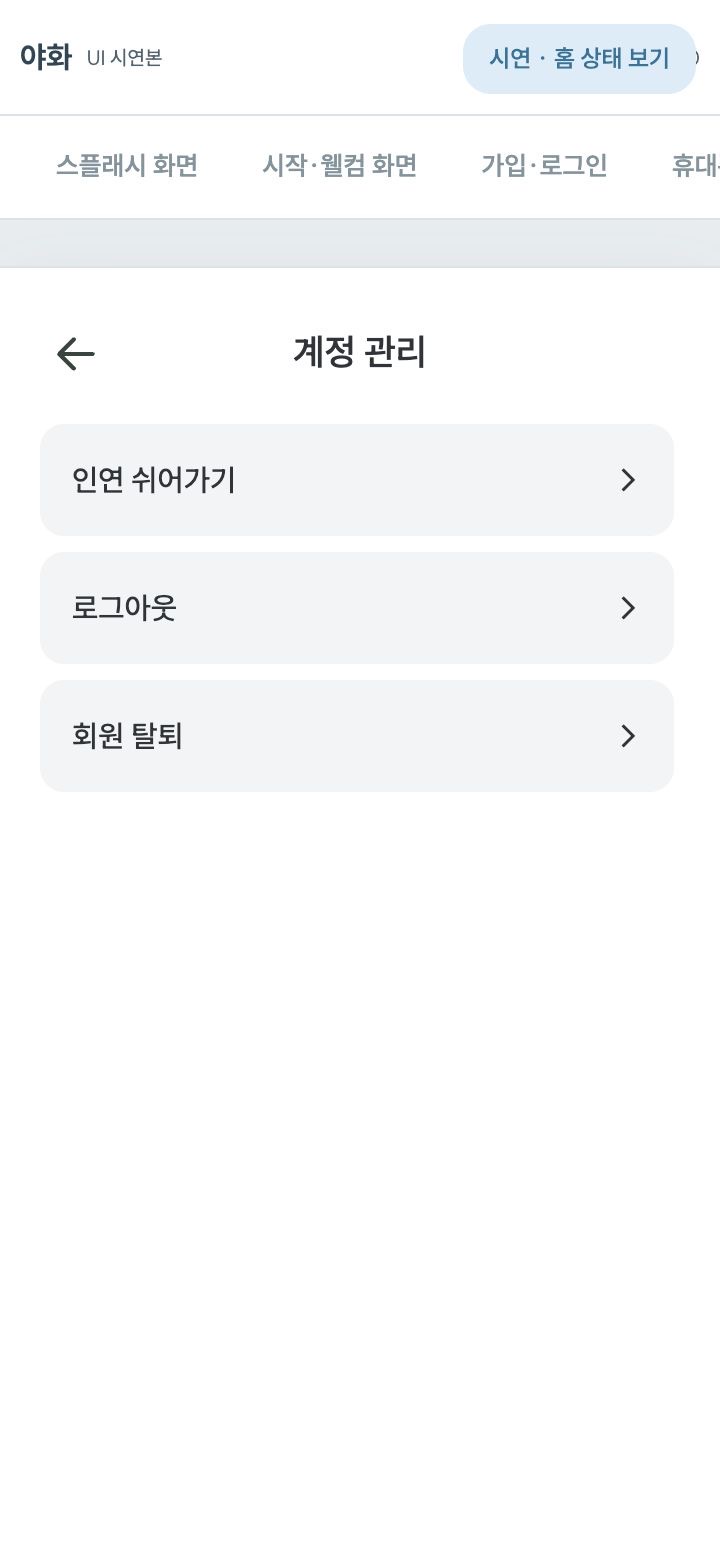 야화 UI 시연본 시연 · 홈 상태 보기
스플래시 화면 시작·웰컴 화면 가입·로그인 휴대
계정 관리
인연 쉬어가기
로그아웃
회원 탈퇴